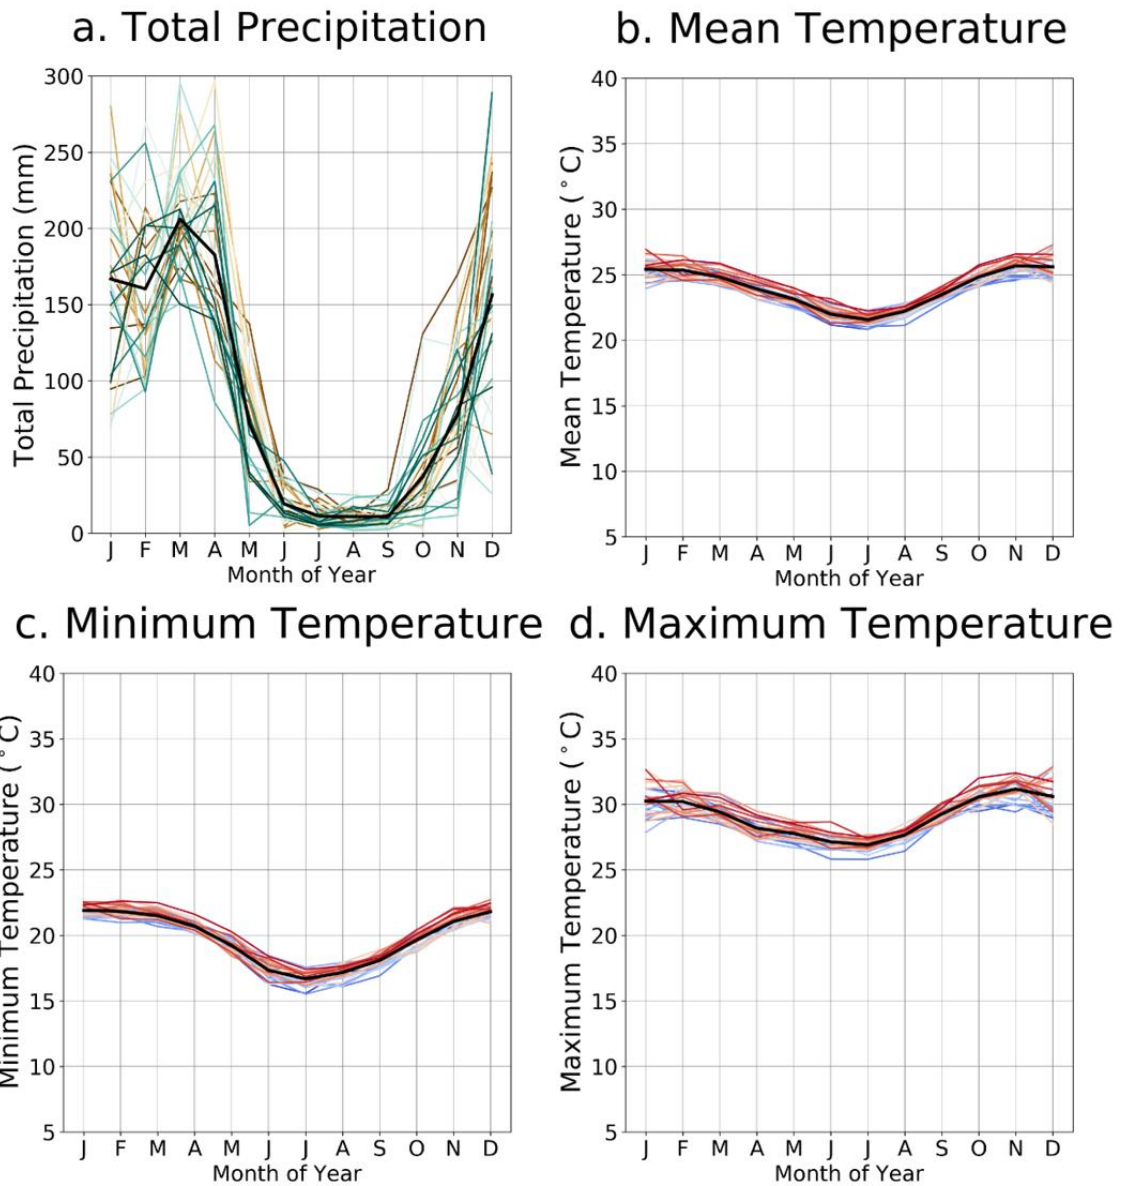 a. Total Precipitation
Total Precipitation (mm)
300
250
200
150
100
50
0
J F M A M J J A S O N D
Month of Year
b. Mean Temperature
Mean Temperature (°C)
40
35
30
25
20
15
10
5
J F M A M J J A S O N D
Month of Year
c. Minimum Temperature
Minimum Temperature (°C)
40
35
30
25
20
15
10
5
J F M A M J J A S O N D
Month of Year
d. Maximum Temperature
Maximum Temperature (°C)
40
35
30
25
20
15
10
5
J F M A M J J A S O N D
Month of Year